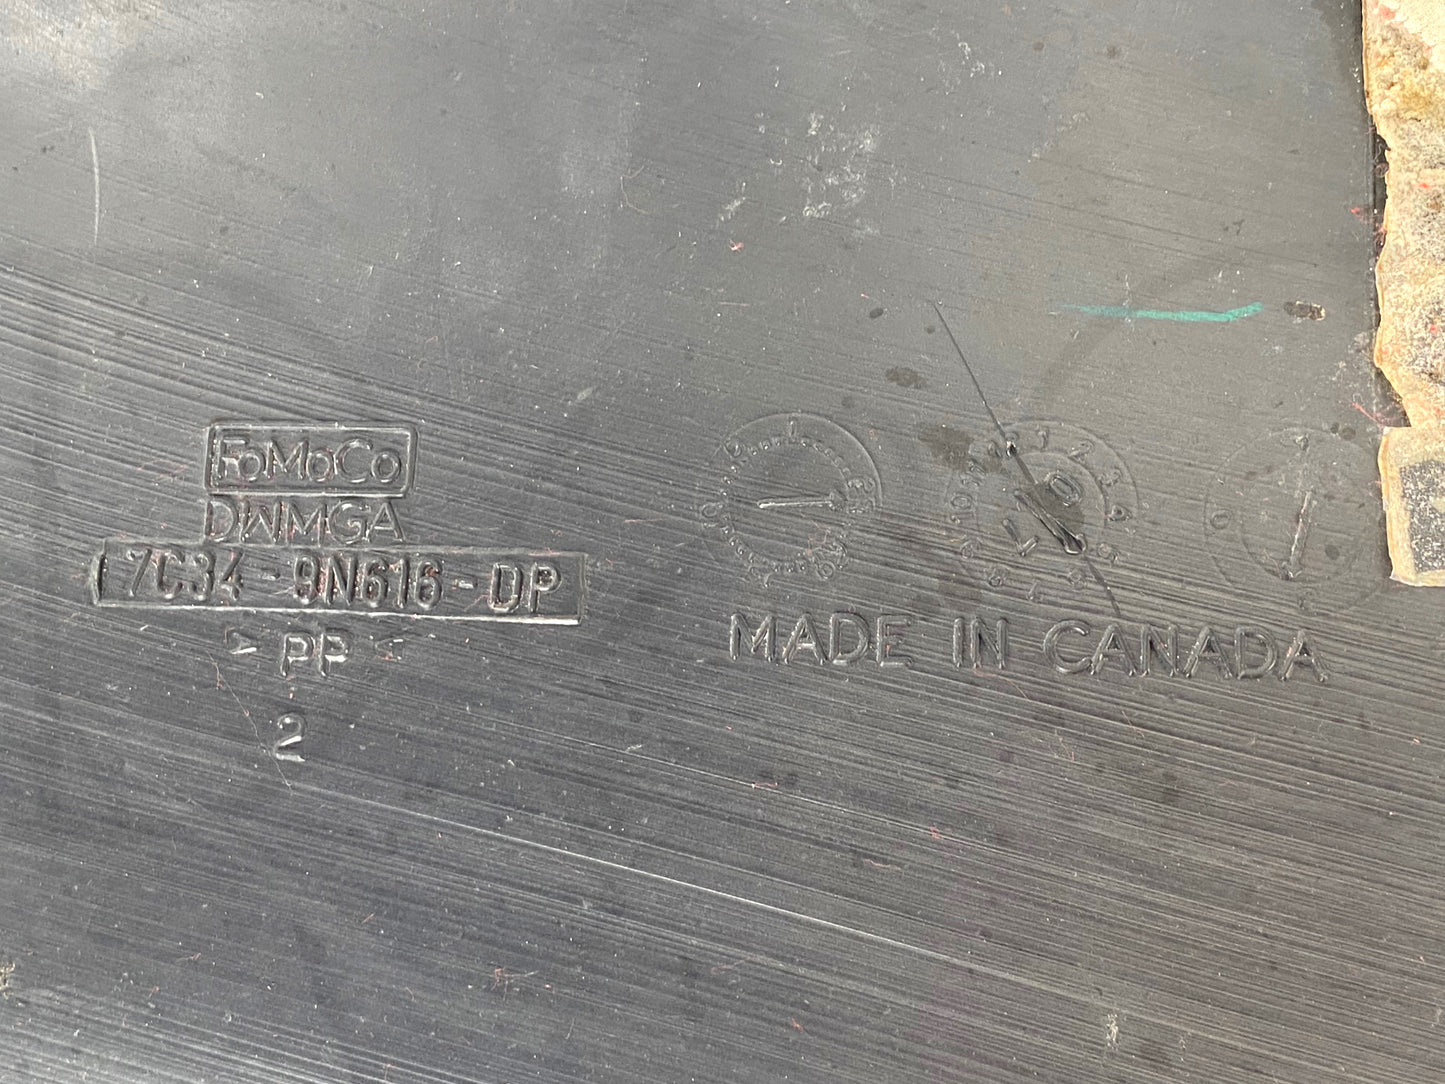 FoMoCo
DWMGA
7C34-9N616-DP
> PP <
2
MADE IN CANADA